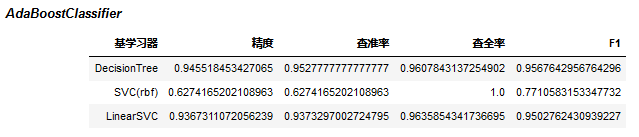 AdaBoostClassifier
基学习器 精度 查准率 查全率 F1
DecisionTree 0.945518453427065 0.9527777777777777 0.9607843137254902 0.9567642956764296
SVC(rbf) 0.6274165202108963 0.6274165202108963 1.0 0.7710583153347732
LinearSVC 0.9367311072056239 0.9373297002724795 0.9635854341736695 0.9502762430939227